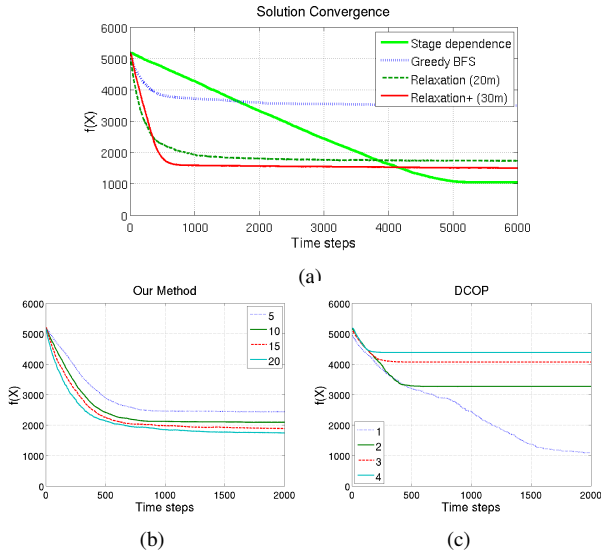 Solution Convergence
6000
5000
4000
3000
2000
1000
0
f(X)
Stage dependence
Greedy BFS
Relaxation (20m)
Relaxation+ (30m)
0 1000 2000 3000 4000 5000 6000
Time steps
(a)
Our Method
6000
5000
4000
3000
2000
1000
0
f(X)
5
10
15
20
0 500 1000 1500 2000
Time steps
(b)
DCOP
6000
5000
4000
3000
2000
1000
0
f(X)
1
2
3
4
0 500 1000 1500 2000
Time steps
(c)